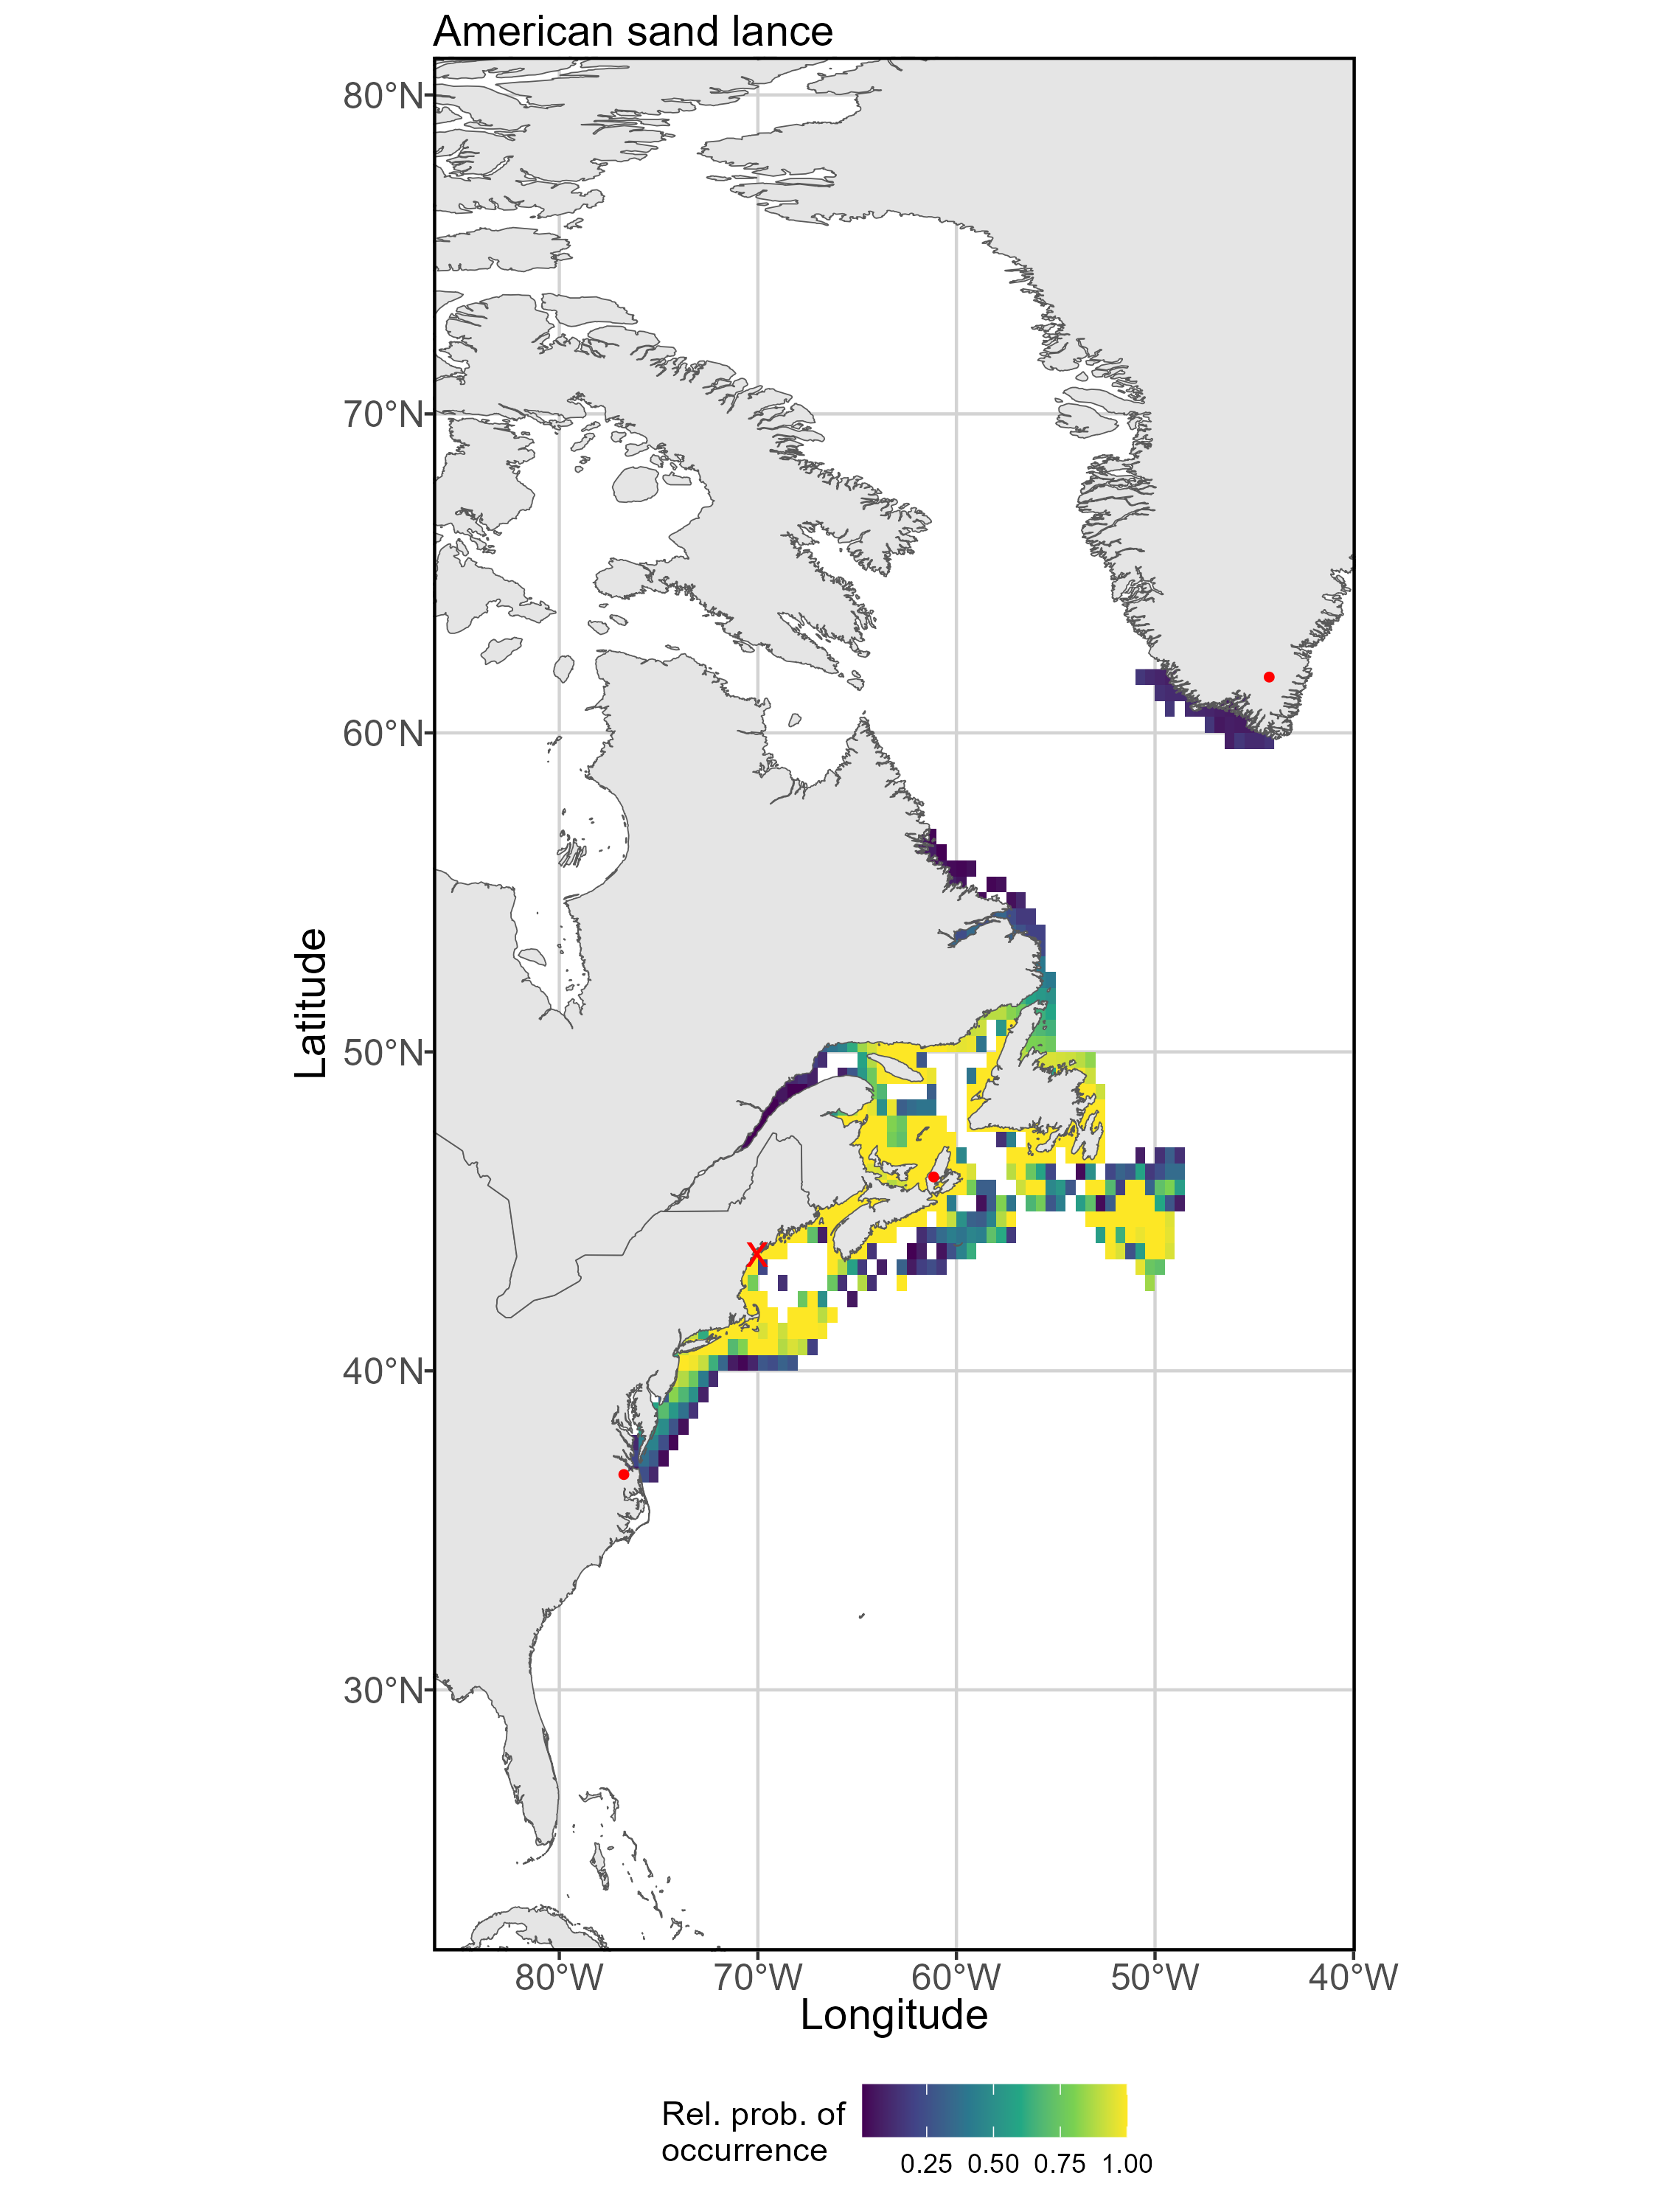 American sand lance
80°N
70°N
60°N
50°N
40°N
30°N
Latitude
X
80°W 70°W 60°W 50°W 40°W
Longitude
Rel. prob. of
occurrence
0.25 0.50 0.75 1.00